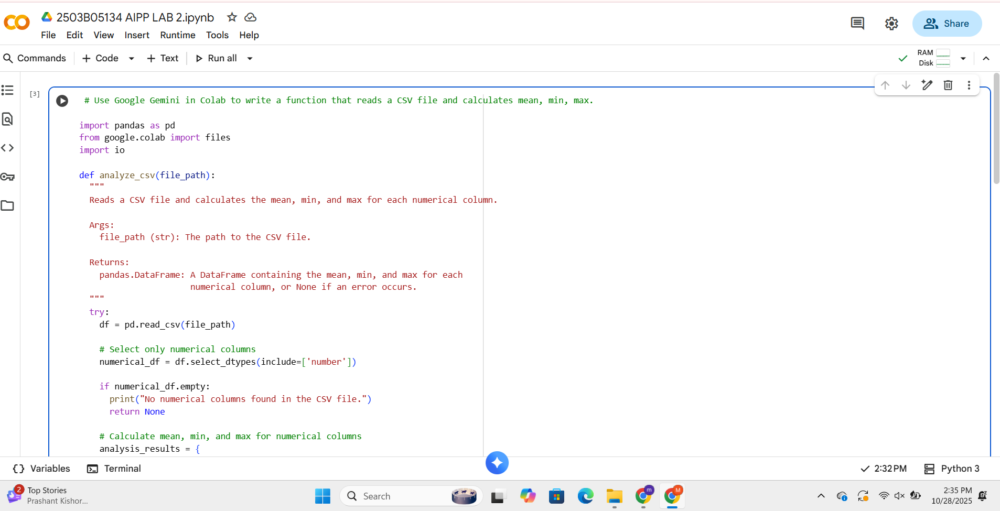 2503B05134 AIPP LAB 2.ipynb
File Edit View Insert Runtime Tools Help
Share
Commands + Code + Text Run all
RAM
Disk
[3]
# Use Google Gemini in Colab to write a function that reads a CSV file and calculates mean, min, max.
import pandas as pd
from google.colab import files
import io
def analyze_csv(file_path):
"""
Reads a CSV file and calculates the mean, min, and max for each numerical column.
Args:
file_path (str): The path to the CSV file.
Returns:
pandas.DataFrame: A DataFrame containing the mean, min, and max for each
numerical column, or None if an error occurs.
"""
try:
df = pd.read_csv(file_path)
# Select only numerical columns
numerical_df = df.select_dtypes(include=['number'])
if numerical_df.empty:
print("No numerical columns found in the CSV file.")
return None
# Calculate mean, min, and max for numerical columns
analysis_results = {
{} Variables Terminal
2:32 PM Python 3
2
Top Stories
Prashant Kishor...
Search
m
M
2:35 PM
10/28/2025